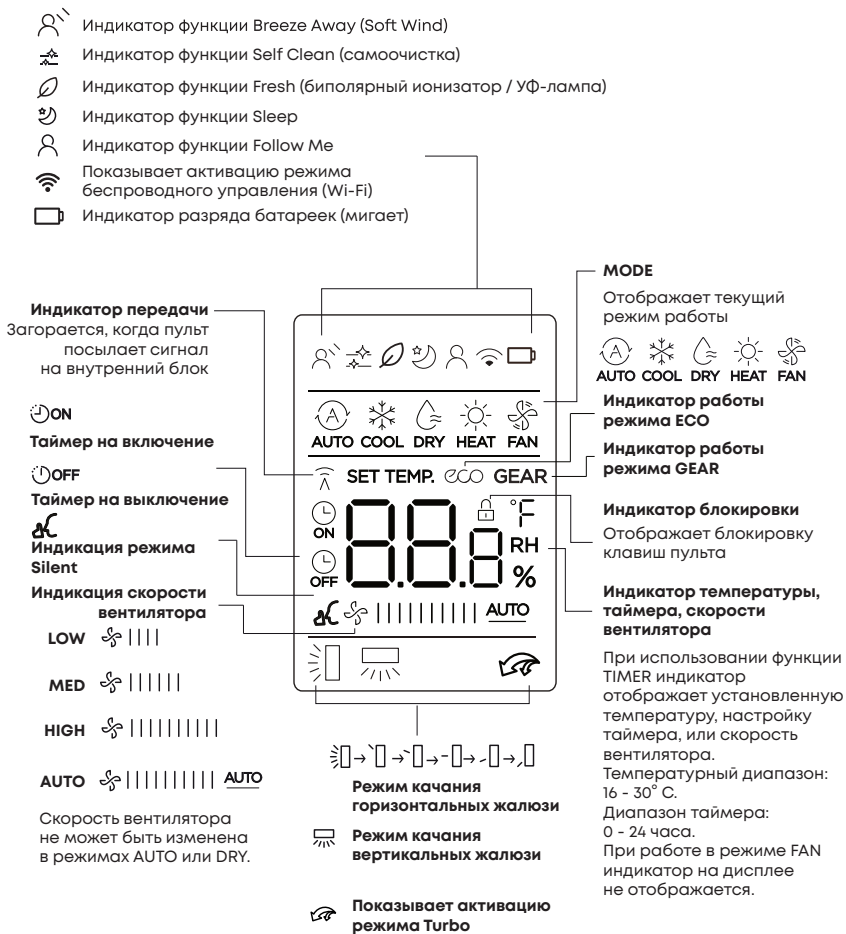 Индикатор функции Breeze Away (Soft Wind)
Индикатор функции Self Clean (самоочистка)
Индикатор функции Fresh (биполярный ионизатор / УФ-лампа)
Индикатор функции Sleep
Индикатор функции Follow Me
Показывает активацию режима
беспроводного управления (Wi-Fi)
Индикатор разряда батареек (мигает)
Индикатор передачи
Загорается, когда пульт
посылает сигнал
на внутренний блок
ON
Таймер на включение
OFF
Таймер на выключение
Индикация режима
Silent
Индикация скорости
вентилятора
LOW
MED
HIGH
AUTO AUTO
Скорость вентилятора
не может быть изменена
в режимах AUTO или DRY.
A
AUTO COOL DRY HEAT FAN
SET TEMP. eco GEAR
ON
88.8 °F
OFF
RH
%
AUTO
Режим качания
горизонтальных жалюзи
Режим качания
вертикальных жалюзи
Показывает активацию
режима Turbo
MODE
Отображает текущий
режим работы
A
AUTO COOL DRY HEAT FAN
Индикатор работы
режима ECO
Индикатор работы
режима GEAR
Индикатор блокировки
Отображает блокировку
клавиш пульта
Индикатор температуры,
таймера, скорости
вентилятора
При использовании функции
TIMER индикатор
отображает установленную
температуру, настройку
таймера, или скорость
вентилятора.
Температурный диапазон:
16 - 30° С.
Диапазон таймера:
0 - 24 часа.
При работе в режиме FAN
индикатор на дисплее
не отображается.